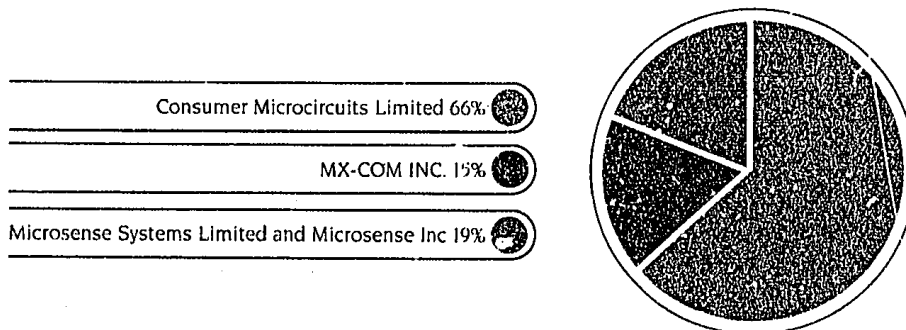 Consumer Microcircuits Limited 66%
MX-COM INC. 15%
Microsense Systems Limited and Microsense Inc 19%